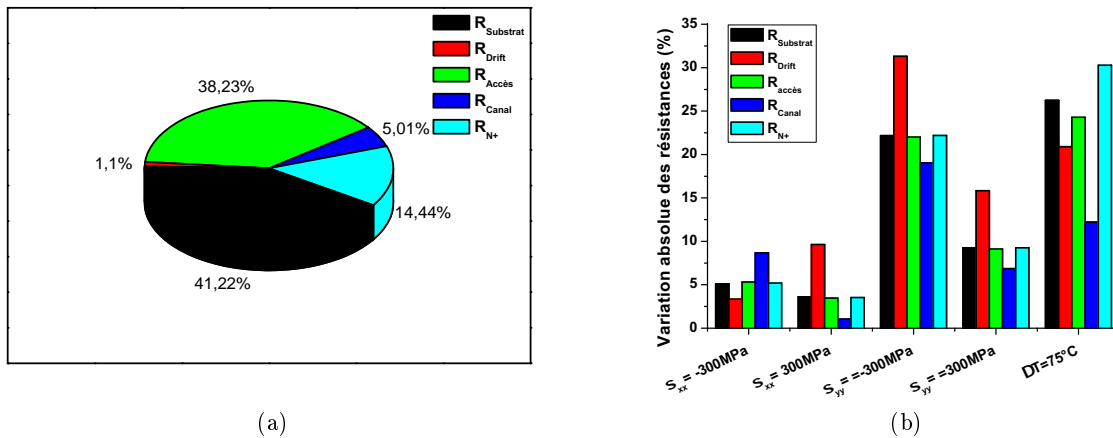 R_Substrat
R_Drift
R_Accès
R_Canal
R_N+
38,23%
5,01%
1,1%
14,44%
41,22%
(a)
Variation absolue des résistances (%)
35
30
25
20
15
10
5
0
R_Substrat
R_Drift
R_accès
R_Canal
R_N+
S_xx = -300MPa
S_xx = 300MPa
S_yy = =-300MPa
S_yy = =300MPa
DT=75°C
(b)